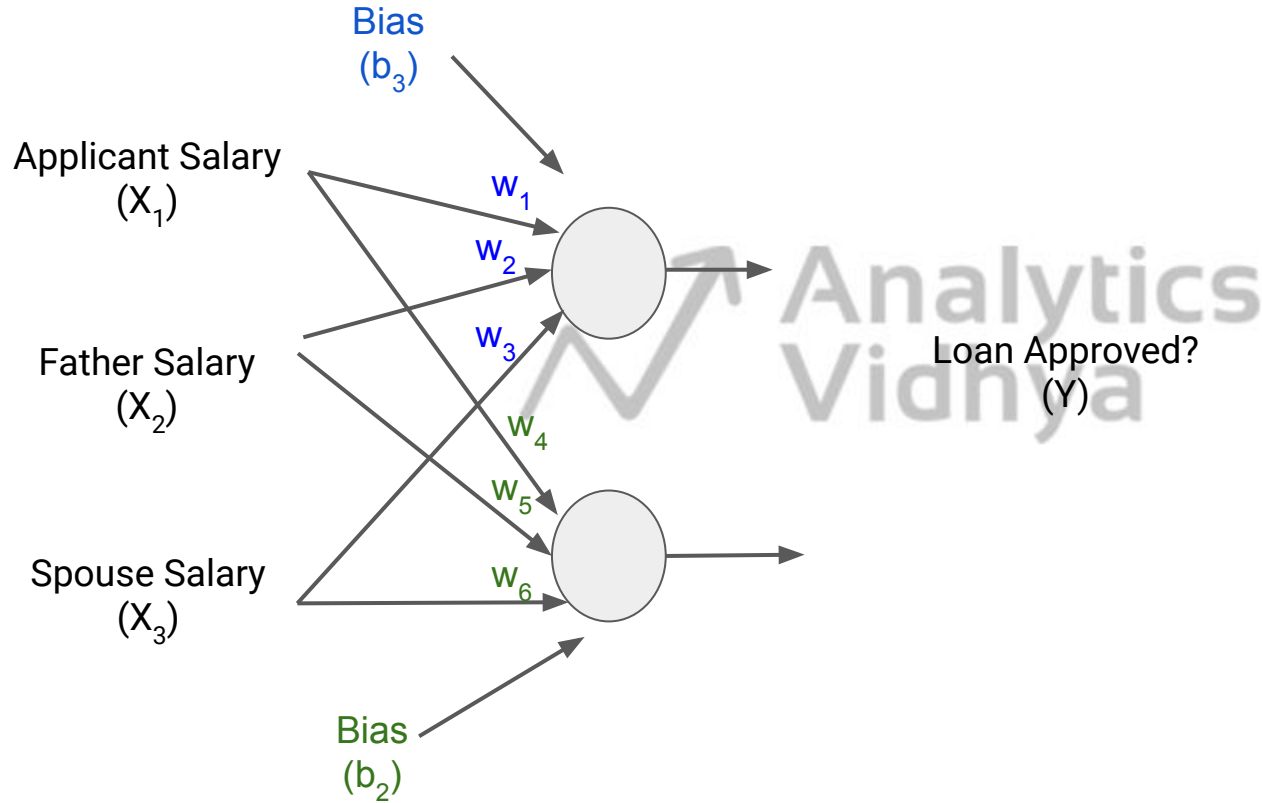 Bias
(b₃)
Applicant Salary
(X₁)
w₁
w₂
Father Salary
(X₂)
w₃
Analytics
Vidhya
Loan Approved?
(Y)
w₄
w₅
Spouse Salary
(X₃)
w₆
Bias
(b₂)